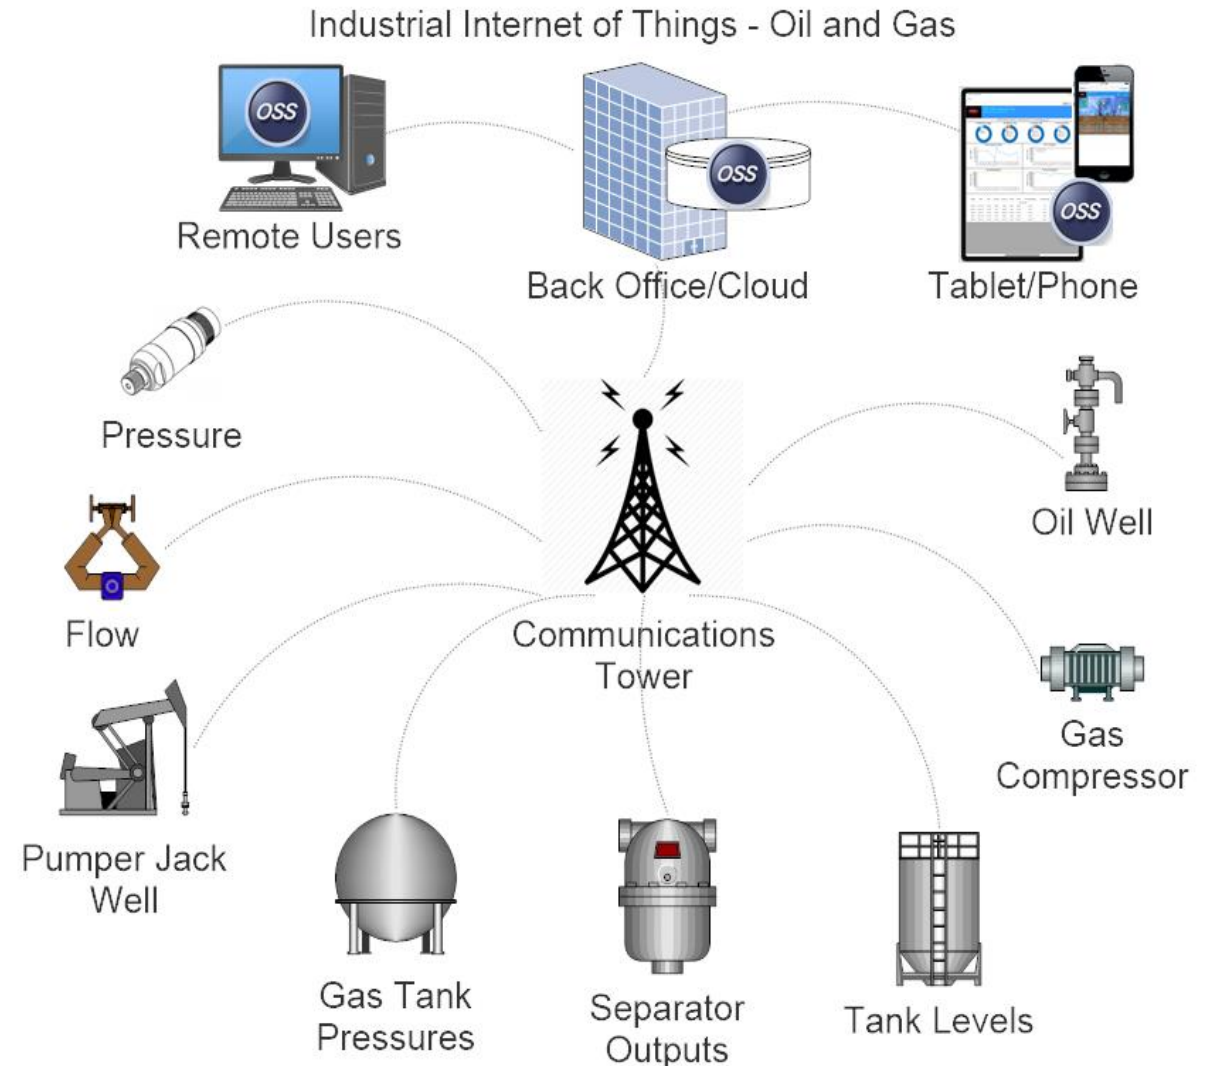 Industrial Internet of Things - Oil and Gas
OSS
OSS
OSS
Remote Users
Back Office/Cloud
Tablet/Phone
Pressure
Oil Well
Flow
Communications
Tower
Gas
Compressor
Pumper Jack
Well
Gas Tank
Pressures
Separator
Outputs
Tank Levels